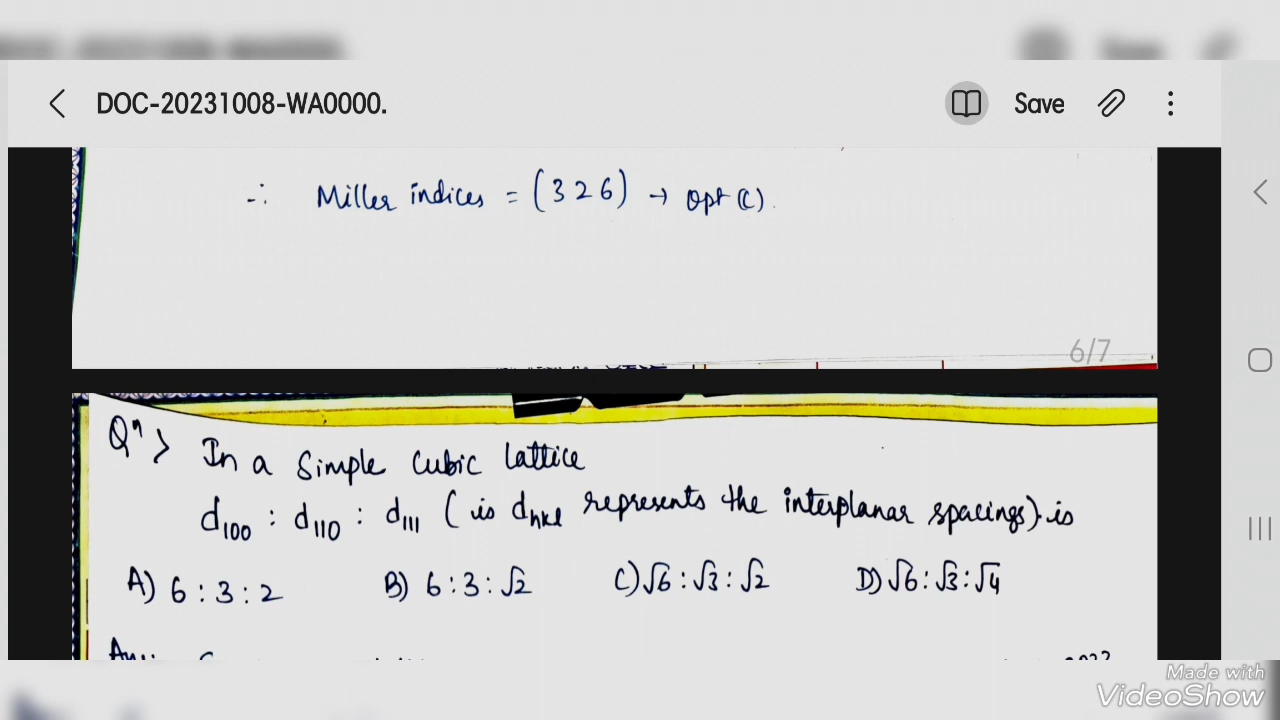 DOC-20231008-WA0000.
Save
∴ Miller indices = (3 2 6) → opt (C).
6/7
Qⁿ> In a Simple Cubic Lattice
d₁₀₀ : d₁₁₀ : d₁₁₁ ( is dₕₖₗ represents the interplanar spacings) is
A) 6 : 3 : 2 B) 6 : 3 : √2 C) √6 : √3 : √2 D) √6 : √3 : √4
Made with
VideoShow